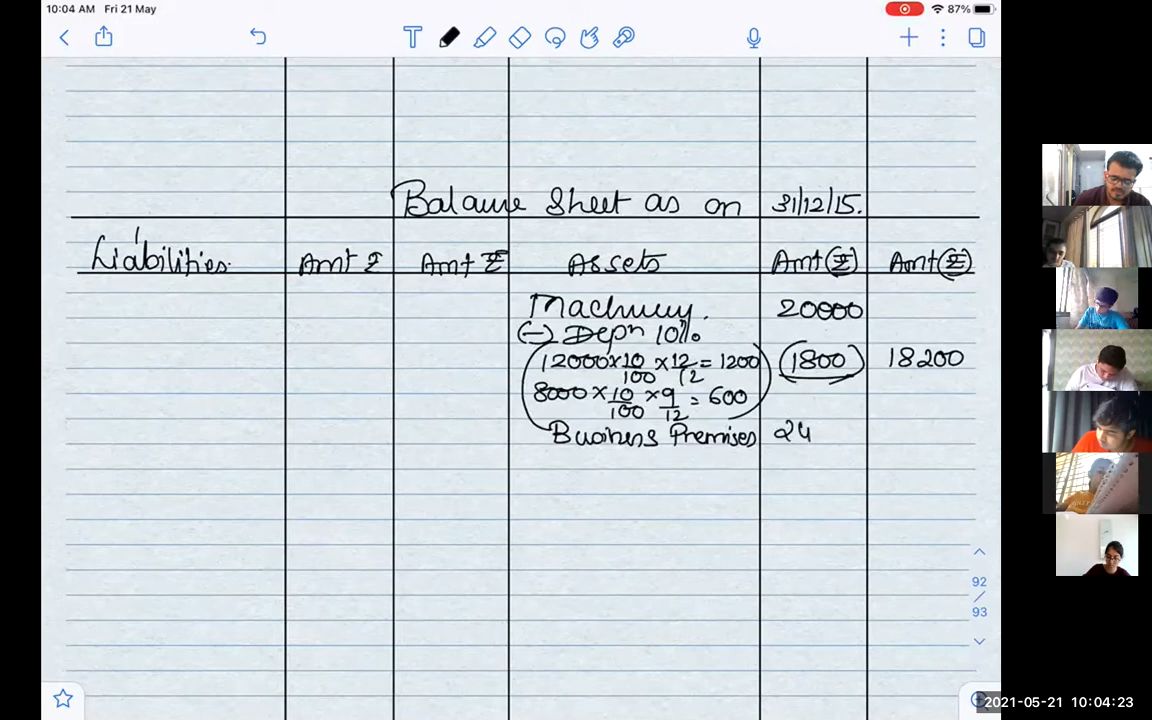 10:04 AM Fri 21 May 87%
T
Balance Sheet as on 31/12/15.
Liabilities. Amt ₹ Amt ₹ Assets Amt(₹) Amt(₹)
Machinery. 20000
(-) Depn 10%
12000×10/100 ×12/12 = 1200 (1800) 18200
8000×10/100 ×9/12 = 600
Business Premises 24
92
/
93
2021-05-21 10:04:23